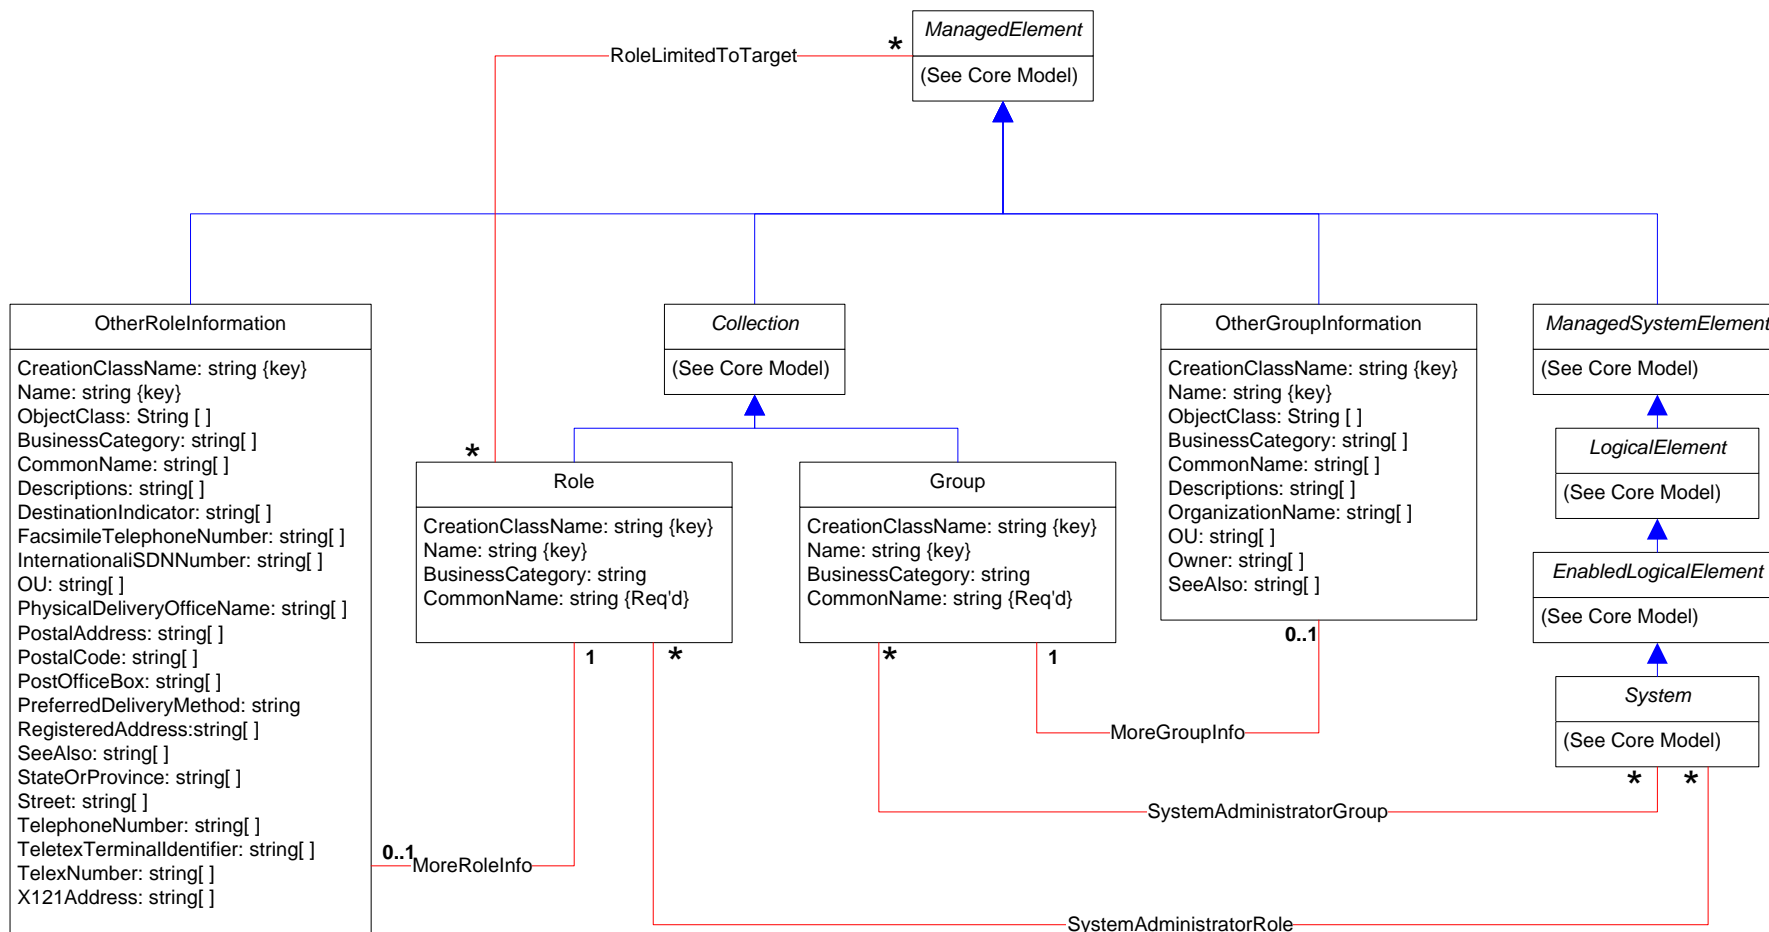 ManagedElement
(See Core Model)
RoleLimitedToTarget
*
*
OtherRoleInformation
CreationClassName: string {key}
Name: string {key}
ObjectClass: String [ ]
BusinessCategory: string[ ]
CommonName: string[ ]
Descriptions: string[ ]
DestinationIndicator: string[ ]
FacsimileTelephoneNumber: string[ ]
InternationaliSDNNumber: string[ ]
OU: string[ ]
PhysicalDeliveryOfficeName: string[ ]
PostalAddress: string[ ]
PostalCode: string[ ]
PostOfficeBox: string[ ]
PreferredDeliveryMethod: string
RegisteredAddress:string[ ]
SeeAlso: string[ ]
StateOrProvince: string[ ]
Street: string[ ]
TelephoneNumber: string[ ]
TeletexTerminalIdentifier: string[ ]
TelexNumber: string[ ]
X121Address: string[ ]
Collection
(See Core Model)
Role
CreationClassName: string {key}
Name: string {key}
BusinessCategory: string
CommonName: string {Req'd}
Group
CreationClassName: string {key}
Name: string {key}
BusinessCategory: string
CommonName: string {Req'd}
OtherGroupInformation
CreationClassName: string {key}
Name: string {key}
ObjectClass: String [ ]
BusinessCategory: string[ ]
CommonName: string[ ]
Descriptions: string[ ]
OrganizationName: string[ ]
OU: string[ ]
Owner: string[ ]
SeeAlso: string[ ]
ManagedSystemElement
(See Core Model)
LogicalElement
(See Core Model)
EnabledLogicalElement
(See Core Model)
System
(See Core Model)
1
*
*
1
0..1
MoreGroupInfo
*
*
SystemAdministratorGroup
0..1
MoreRoleInfo
SystemAdministratorRole